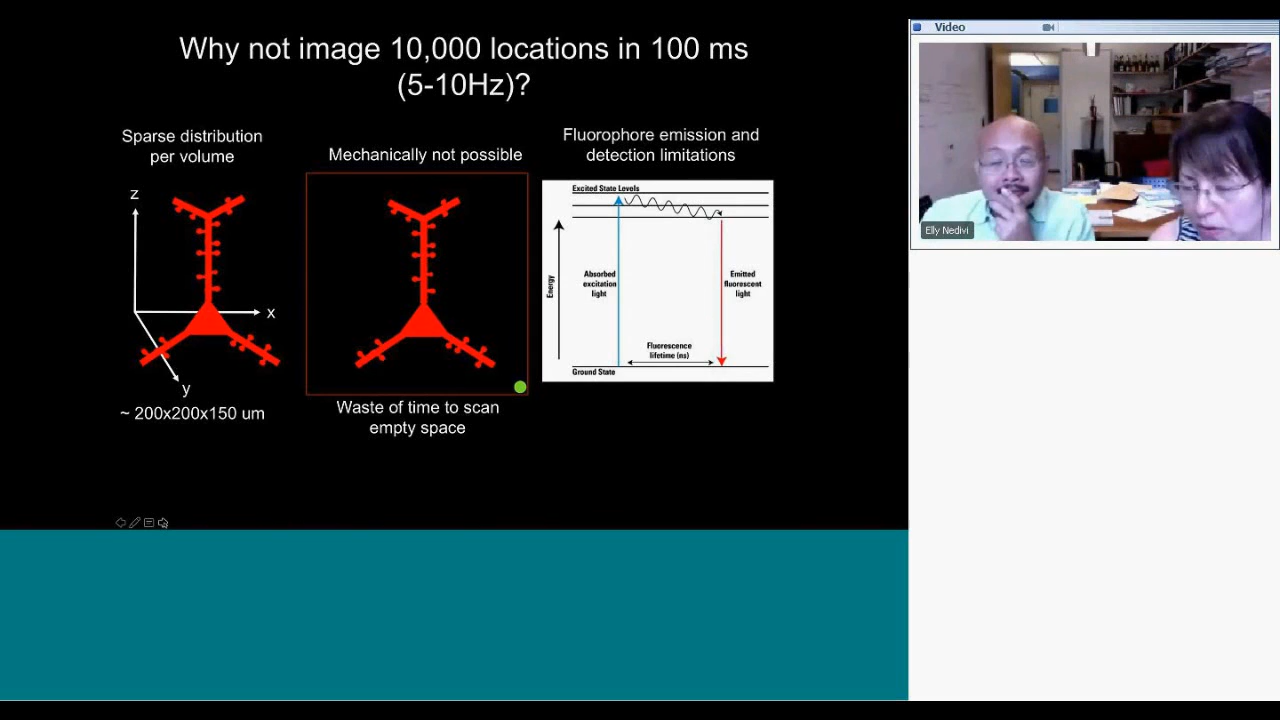 Why not image 10,000 locations in 100 ms
(5-10Hz)?
Sparse distribution
per volume
z
x
y
~ 200x200x150 um
Mechanically not possible
Waste of time to scan
empty space
Fluorophore emission and
detection limitations
Excited State Levels
Energy
Absorbed
excitation
light
Emitted
fluorescent
light
Fluorescence
lifetime (ns)
Ground State
Video
Elly Nedivi